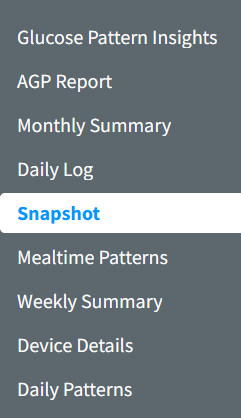 Glucose Pattern Insights
AGP Report
Monthly Summary
Daily Log
Snapshot
Mealtime Patterns
Weekly Summary
Device Details
Daily Patterns